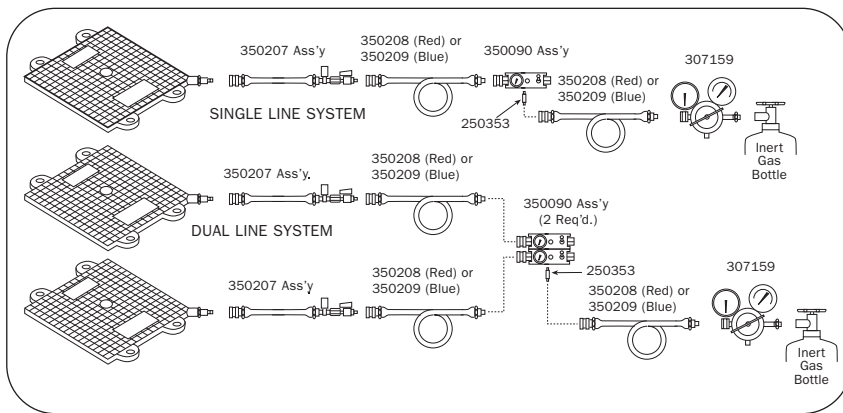 350207 Ass'y
350208 (Red) or
350209 (Blue)
350090 Ass'y
350208 (Red) or
350209 (Blue)
307159
250353
SINGLE LINE SYSTEM
Inert
Gas
Bottle
350207 Ass'y.
350208 (Red) or
350209 (Blue)
350090 Ass'y
(2 Req'd.)
DUAL LINE SYSTEM
350207 Ass'y
350208 (Red) or
350209 (Blue)
250353
350208 (Red) or
350209 (Blue)
307159
Inert
Gas
Bottle